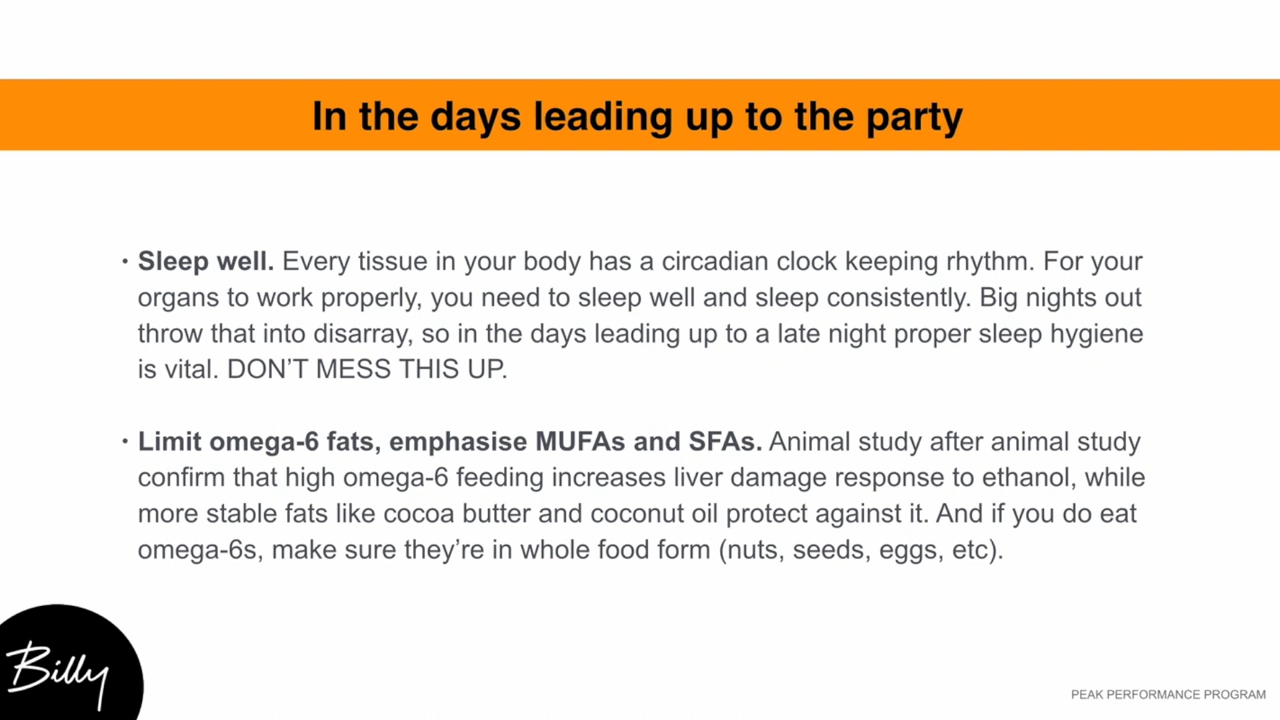 In the days leading up to the party
• Sleep well. Every tissue in your body has a circadian clock keeping rhythm. For your
organs to work properly, you need to sleep well and sleep consistently. Big nights out
throw that into disarray, so in the days leading up to a late night proper sleep hygiene
is vital. DON’T MESS THIS UP.
• Limit omega-6 fats, emphasise MUFAs and SFAs. Animal study after animal study
confirm that high omega-6 feeding increases liver damage response to ethanol, while
more stable fats like cocoa butter and coconut oil protect against it. And if you do eat
omega-6s, make sure they’re in whole food form (nuts, seeds, eggs, etc).
Billy
PEAK PERFORMANCE PROGRAM